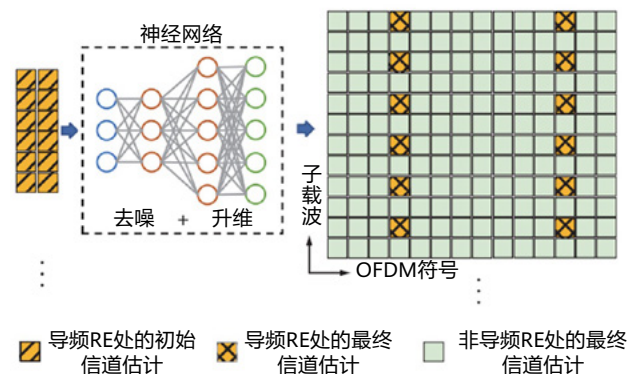 神经网络
去噪 + 升维
子载波
OFDM符号
导频RE处的初始
信道估计
导频RE处的最终
信道估计
非导频RE处的最终
信道估计